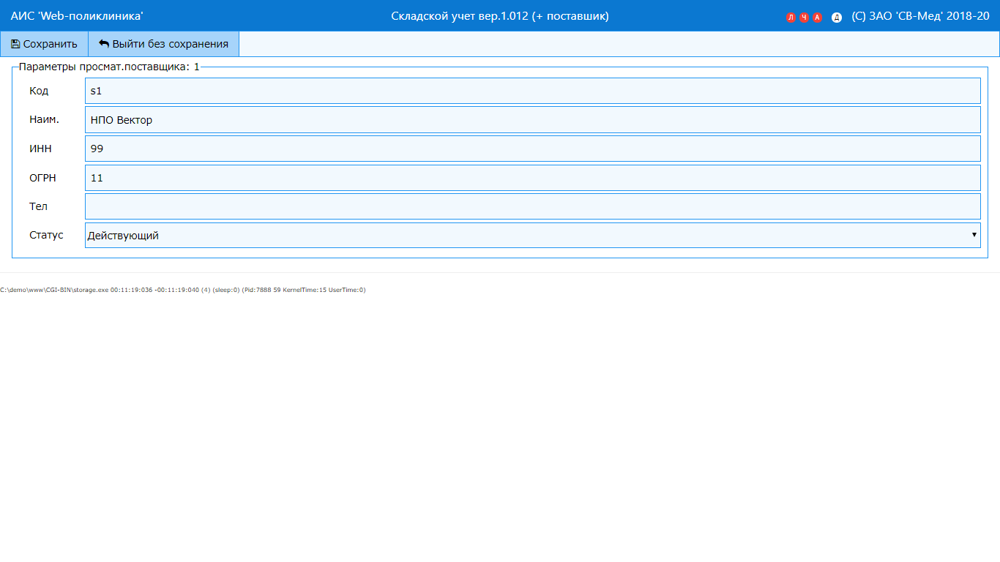 АИС 'Web-поликлиника' Складской учет вер.1.012 (+ поставшик) Л Ч А Д (C) ЗАО 'СВ-Мед' 2018-20
Сохранить Выйти без сохранения
Параметры просмат.поставщика: 1
Код s1
Наим. НПО Вектор
ИНН 99
ОГРН 11
Тел
Статус Действующий
C:\demo\www\CGI-BIN\storage.exe 00:11:19:036 -00:11:19:040 (4) (sleep:0) (Pid:7888 59 KernelTime:15 UserTime:0)